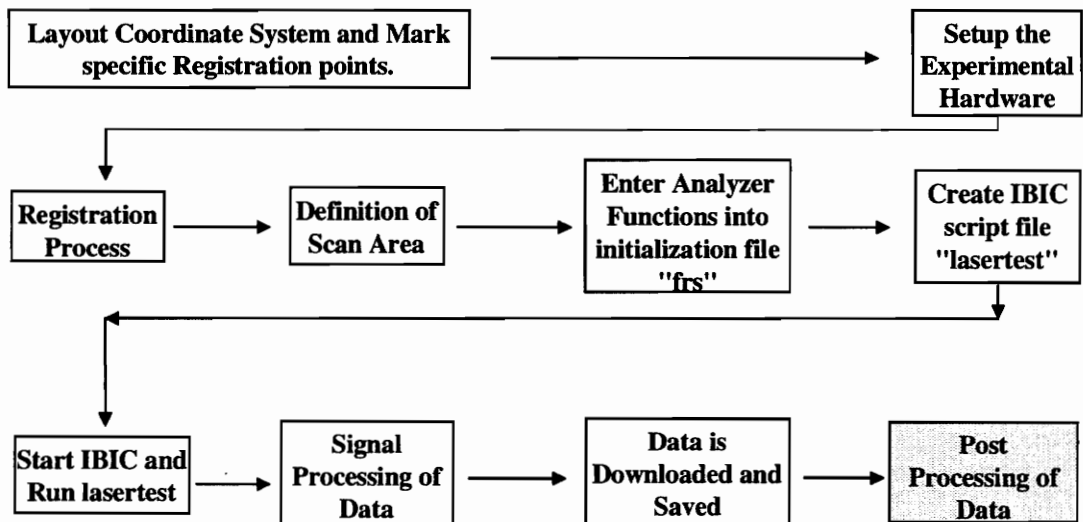 Layout Coordinate System and Mark
specific Registration points.
Setup the
Experimental
Hardware
Registration
Process
Definition of
Scan Area
Enter Analyzer
Functions into
initialization file
"frs"
Create IBIC
script file
"lasertest"
Start IBIC and
Run lasertest
Signal
Processing of
Data
Data is
Downloaded and
Saved
Post
Processing of
Data